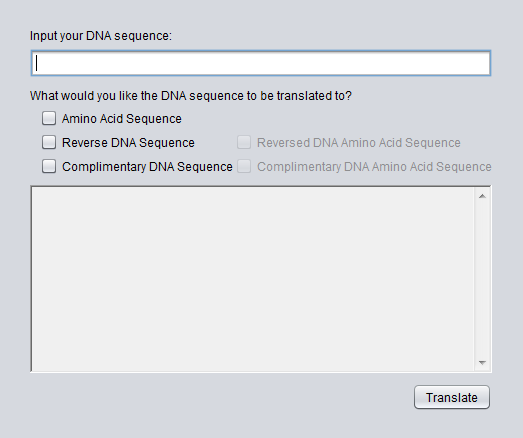 Input your DNA sequence:
What would you like the DNA sequence to be translated to?
Amino Acid Sequence
Reverse DNA Sequence Reversed DNA Amino Acid Sequence
Complimentary DNA Sequence Complimentary DNA Amino Acid Sequence
Translate